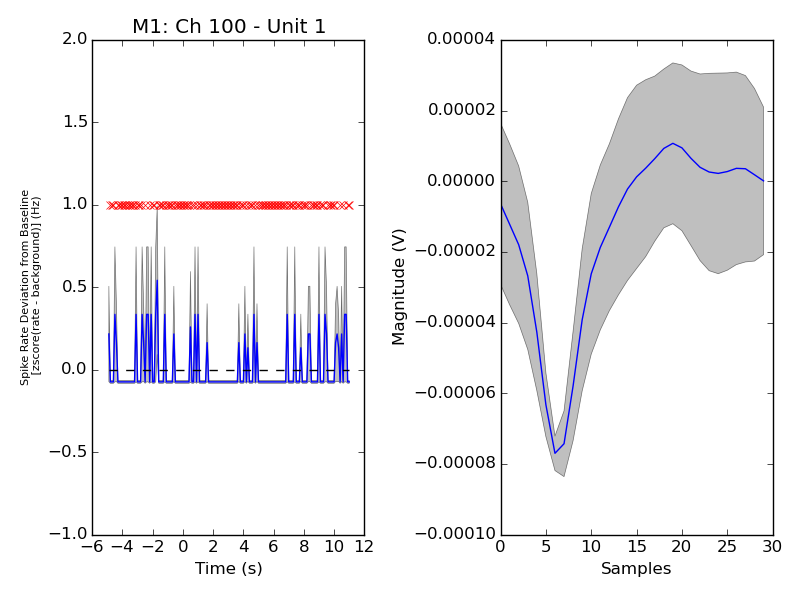 M1: Ch 100 - Unit 1
2.0
1.5
1.0
0.5
0.0
−0.5
−1.0
−6 −4 −2 0 2 4 6 8 10 12
Time (s)
Spike Rate Deviation from Baseline
[zscore(rate - background)] (Hz)
0.00004
0.00002
0.00000
−0.00002
−0.00004
−0.00006
−0.00008
−0.00010
0 5 10 15 20 25 30
Samples
Magnitude (V)